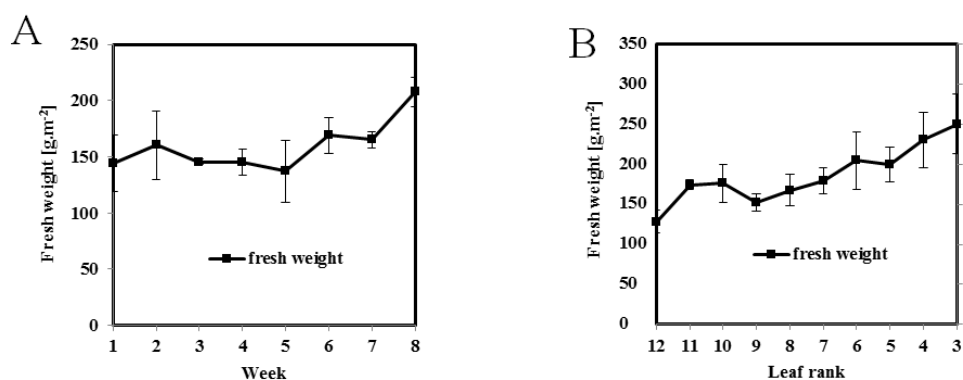 A
Fresh weight [g.m-2]
250
200
150
100
50
0
fresh weight
1 2 3 4 5 6 7 8
Week
B
Fresh weight [g.m-2]
350
300
250
200
150
100
50
0
fresh weight
12 11 10 9 8 7 6 5 4 3
Leaf rank